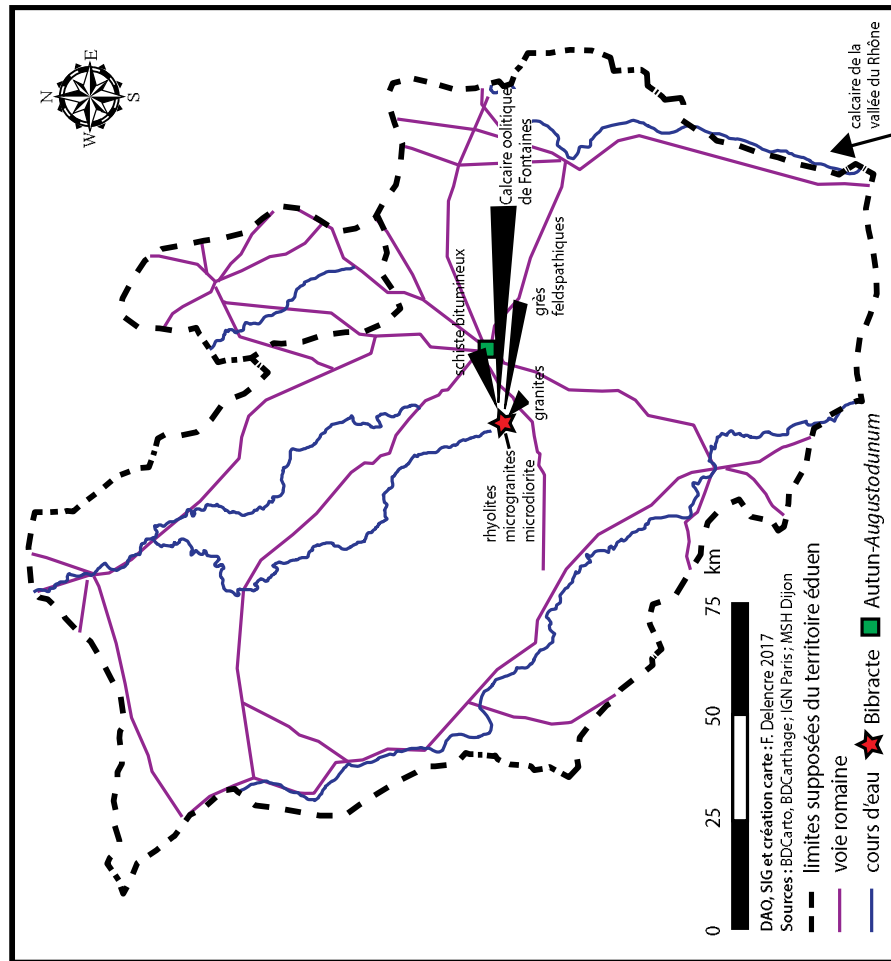 N
W E
S
calcaire de la
vallée du Rhône
Calcaire oolitique
de Fontaines
schiste bitumineux
grès
feldspathiques
granites
rhyolites
microgranites
microdiorite
0 25 50 75 km
DAO, SIG et création carte : F. Delencre 2017
Sources : BDCarto, BDCarthage ; IGN Paris ; MSH Dijon
limites supposées du territoire éduen
voie romaine
cours d'eau
Bibracte
Autun-Augustodunum